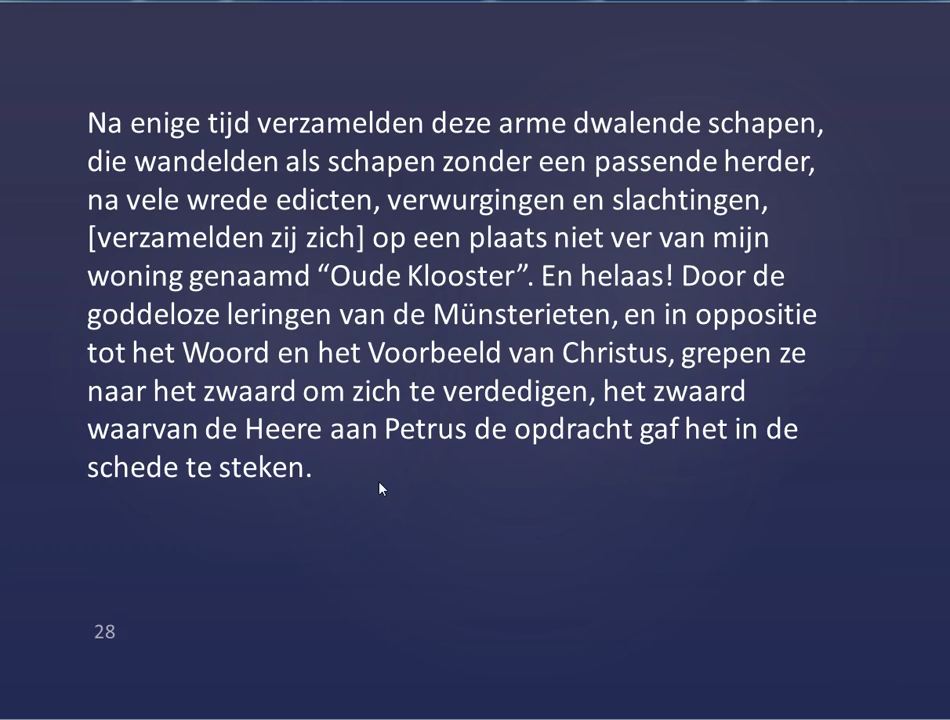 Na enige tijd verzamelden deze arme dwalende schapen,
die wandelden als schapen zonder een passende herder,
na vele wrede edicten, verwurgingen en slachtingen,
[verzamelden zij zich] op een plaats niet ver van mijn
woning genaamd “Oude Klooster”. En helaas! Door de
goddeloze leringen van de Münsterieten, en in oppositie
tot het Woord en het Voorbeeld van Christus, grepen ze
naar het zwaard om zich te verdedigen, het zwaard
waarvan de Heere aan Petrus de opdracht gaf het in de
schede te steken.
28